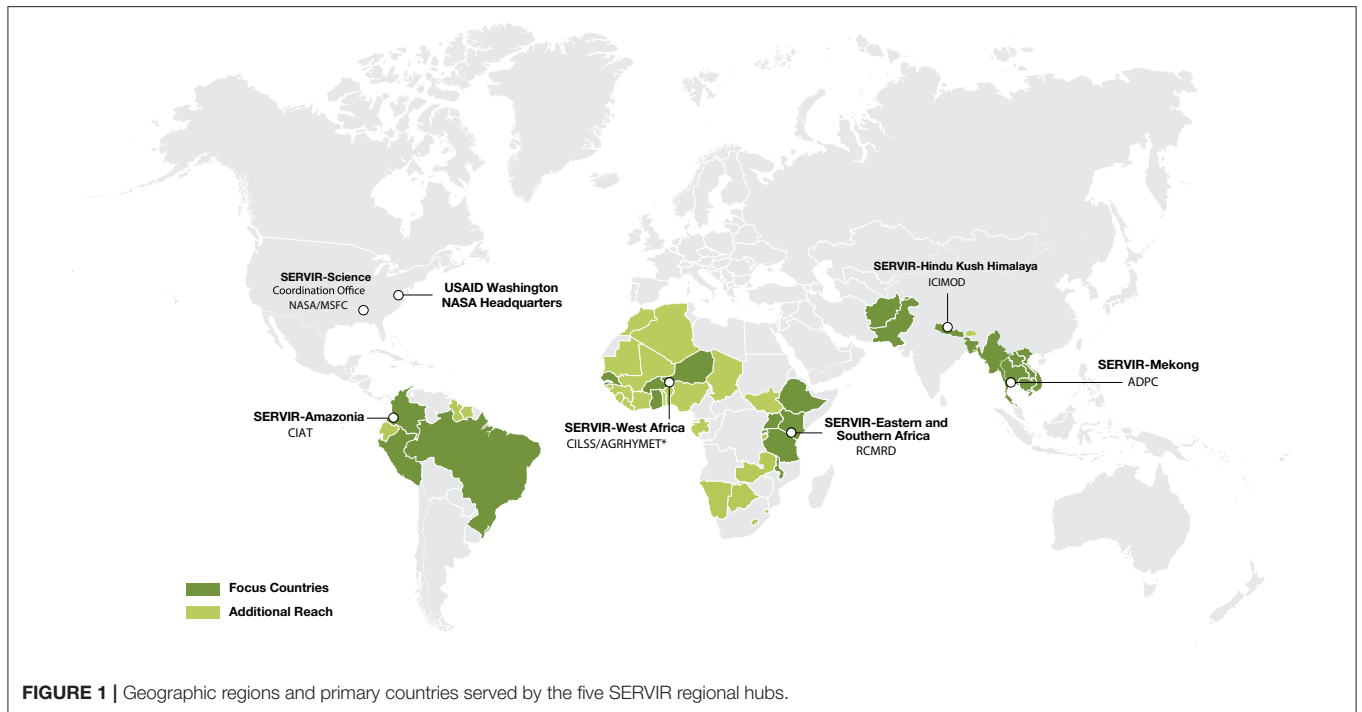 SERVIR-Science
Coordination Office
NASA/MSFC
USAID Washington
NASA Headquarters
SERVIR-Hindu Kush Himalaya
ICIMOD
SERVIR-Mekong
ADPC
SERVIR-Amazonia
CIAT
SERVIR-West Africa
CILSS/AGRHYMET*
SERVIR-Eastern and
Southern Africa
RCMRD
Focus Countries
Additional Reach
FIGURE 1 | Geographic regions and primary countries served by the five SERVIR regional hubs.